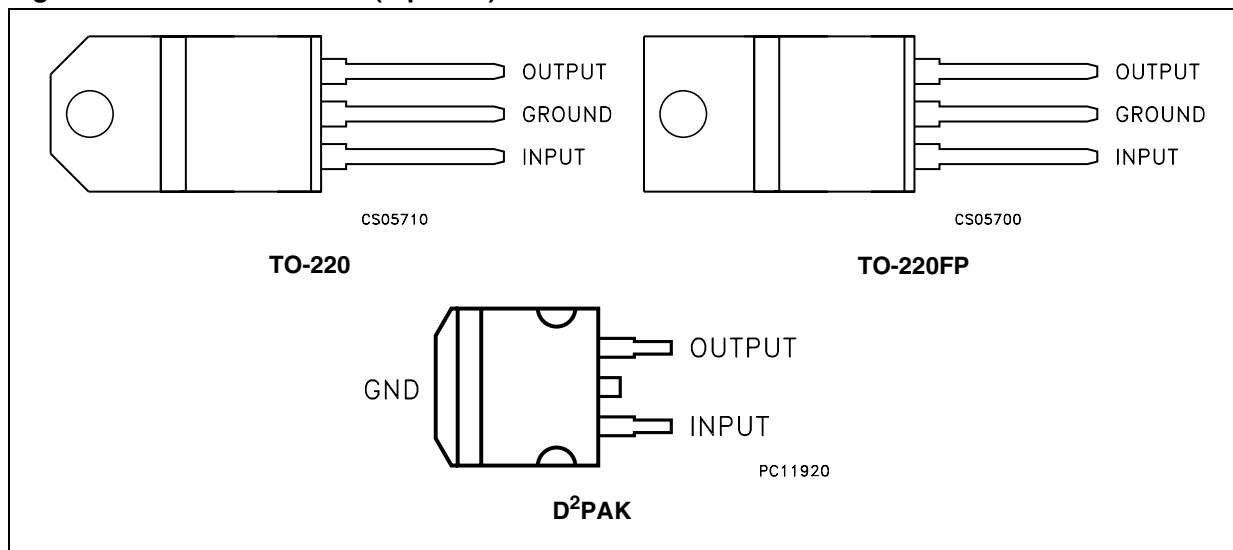 OUTPUT
GROUND
INPUT
CS05710
TO-220
OUTPUT
GROUND
INPUT
CS05700
TO-220FP
GND
OUTPUT
INPUT
PC11920
D²PAK